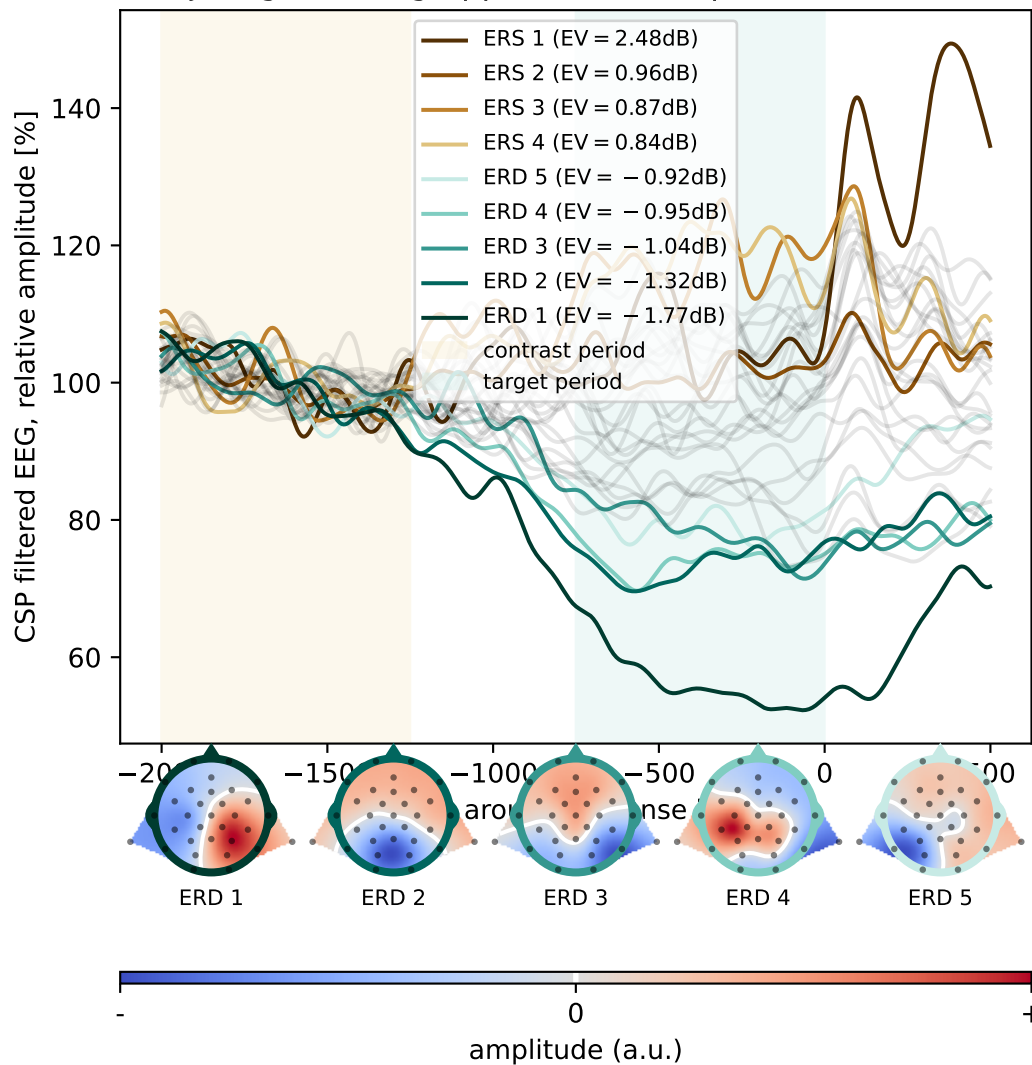 ERS 1 (EV = 2.48dB)
ERS 2 (EV = 0.96dB)
ERS 3 (EV = 0.87dB)
ERS 4 (EV = 0.84dB)
ERD 5 (EV = −0.92dB)
ERD 4 (EV = −0.95dB)
ERD 3 (EV = −1.04dB)
ERD 2 (EV = −1.32dB)
ERD 1 (EV = −1.77dB)
contrast period
target period
CSP filtered EEG, relative amplitude [%]
140
120
100
80
60
−1000 −500 0
ERD 1 ERD 2 ERD 3 ERD 4 ERD 5
- 0 +
amplitude (a.u.)